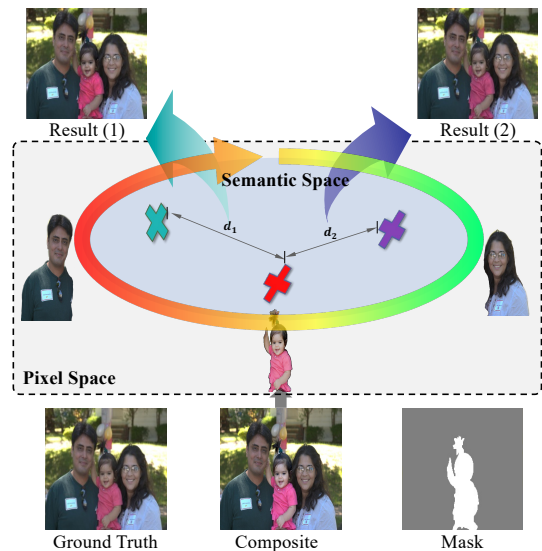 Result (1)
Result (2)
Semantic Space
d₁
d₂
Pixel Space
Ground Truth
Composite
Mask